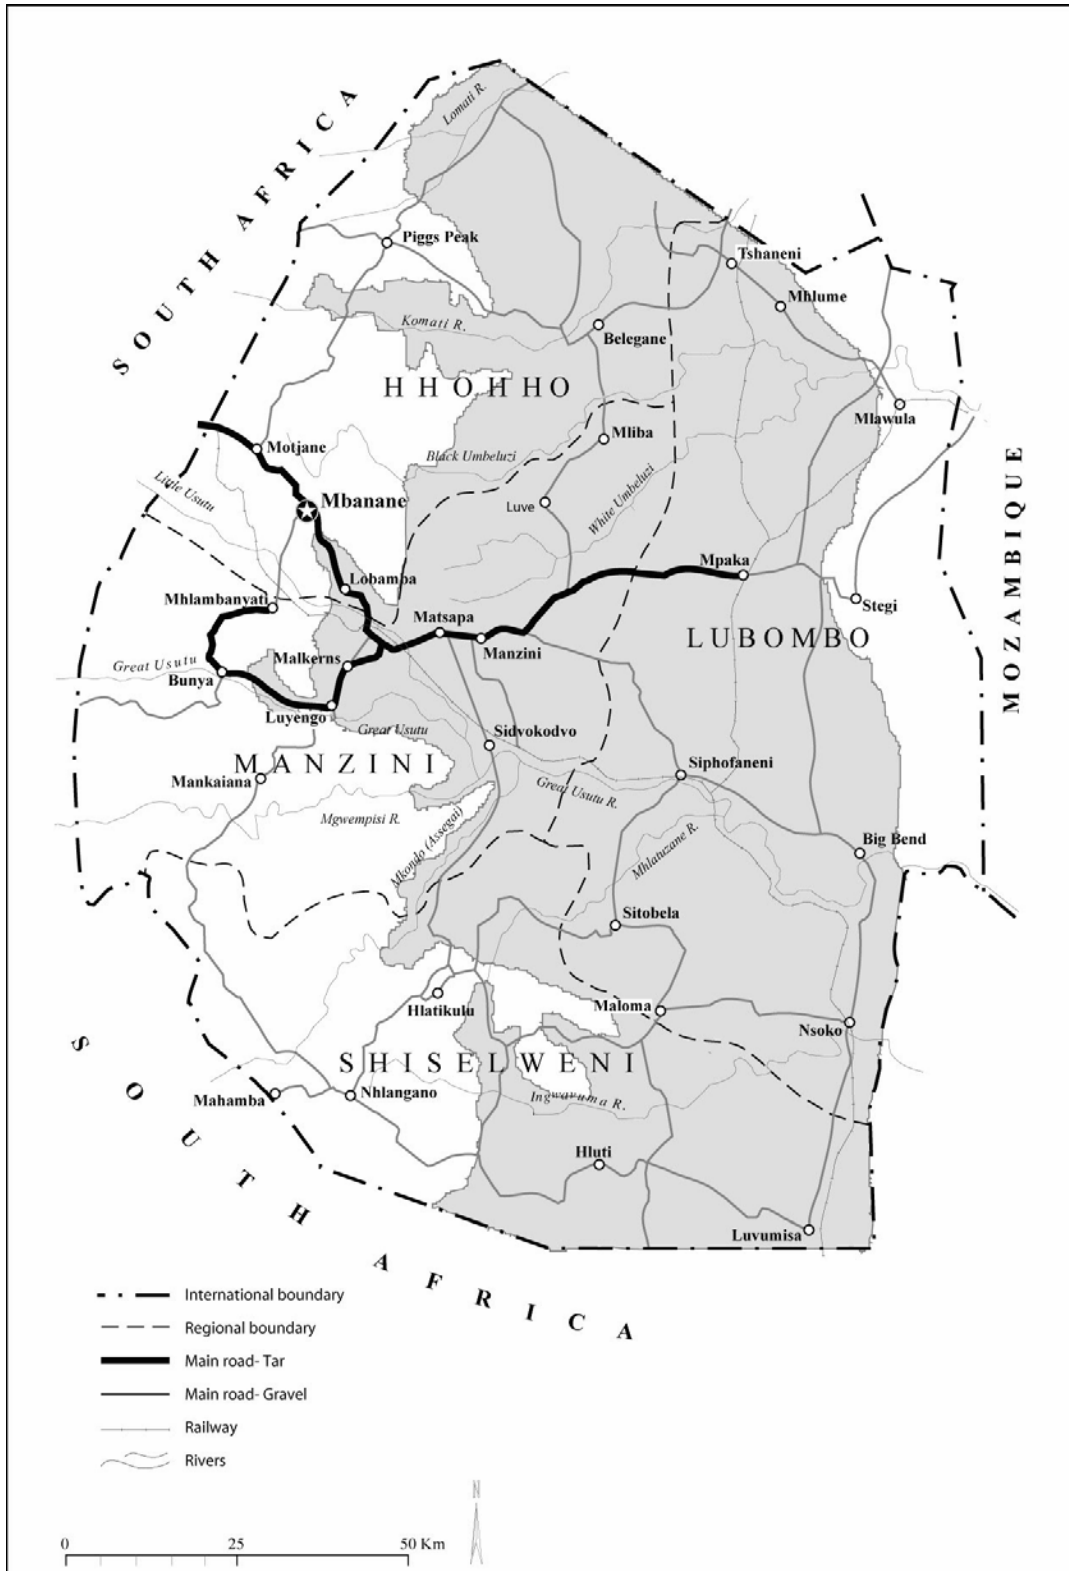 SOUTH AFRICA
Lomati R.
Piggs Peak
Tshaneni
Mhlume
Komati R.
Belegane
HHOHHO
Mlawula
Mliba
Motjane
Black Umbeluzi
Little Usutu
Mbanane
Luve
White Umbeluzi
MOZAMBIQUE
Lobamba
Mpaka
Mhlambanyati
Stegi
Matsapa
LUBOMBO
Manzini
Great Usutu
Malkerns
Bunya
Luyengo
Great Usutu
Sidvokodvo
MANZINI
Siphofaneni
Mankaiana
Great Usutu R.
Mgwempisi R.
Mkondo (Assegai)
Mhlatuzane R.
Big Bend
Sitobela
Hlatikulu
Maloma
Nsoko
SHISELWENI
Mahamba
Nhlangano
Ingwavuma R.
Hluti
Luvumisa
SOUTH AFRICA
International boundary
Regional boundary
Main road- Tar
Main road- Gravel
Railway
Rivers
N
0 25 50 Km